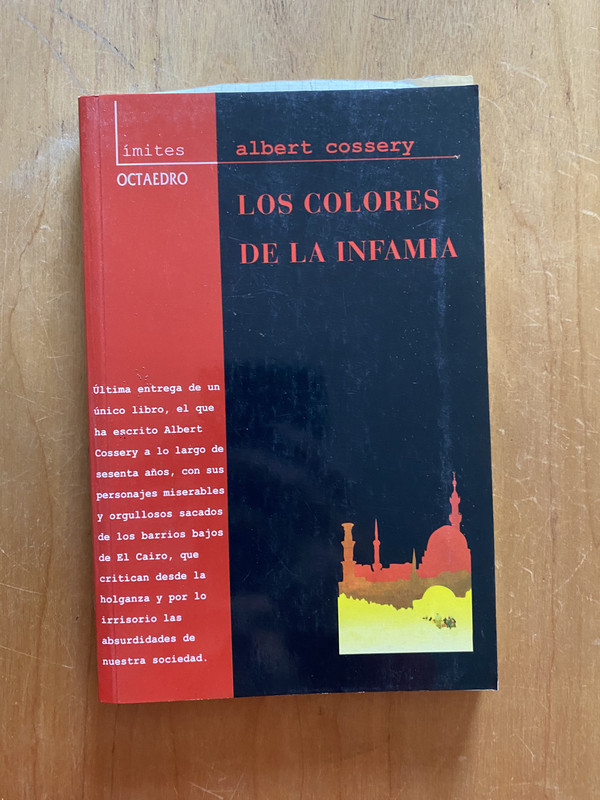 Límites
OCTAEDRO
albert cossery
LOS COLORES
DE LA INFAMIA
Última entrega de un
único libro, el que
ha escrito Albert
Cossery a lo largo de
sesenta años, con sus
personajes miserables
y orgullosos sacados
de los barrios bajos
de El Cairo, que
critican desde la
holganza y por lo
irrisorio las
absurdidades de
nuestra sociedad.